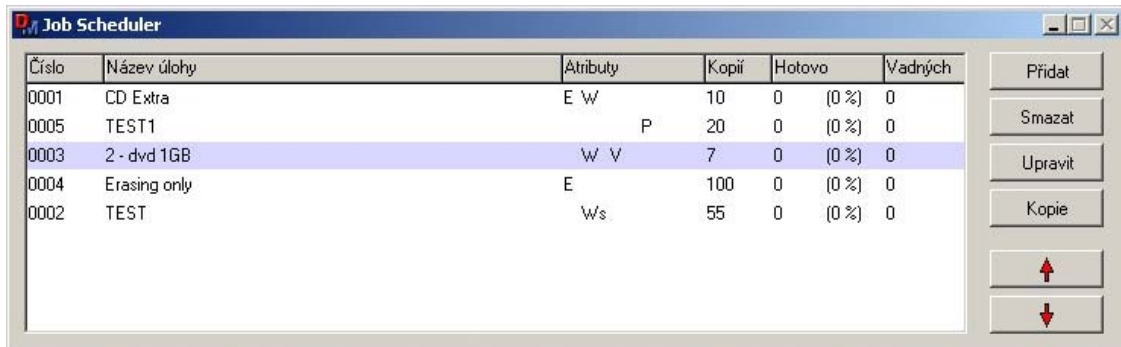 DM Job Scheduler
Číslo Název úlohy Atributy Kopií Hotovo Vadných
0001 CD Extra E W 10 0 (0 %) 0
0005 TEST1 P 20 0 (0 %) 0
0003 2 - dvd 1GB W V 7 0 (0 %) 0
0004 Erasing only E 100 0 (0 %) 0
0002 TEST Ws 55 0 (0 %) 0
Přidat
Smazat
Upravit
Kopie